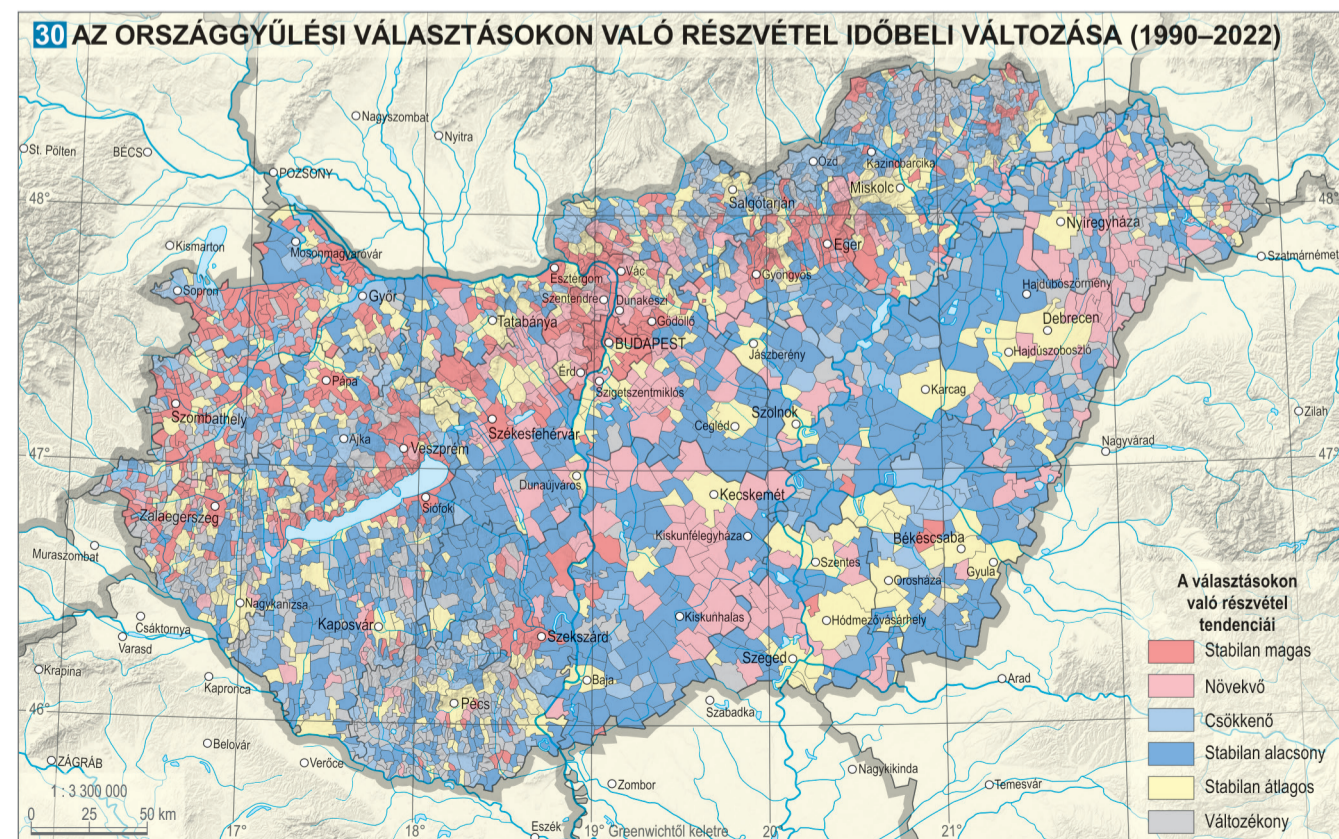 30 AZ ORSZÁGGYŰLÉSI VÁLASZTÁSOKON VALÓ RÉSZVÉTEL IDŐBELI VÁLTOZÁSA (1990–2022)
Nagyszombat
Nyitra
St. Pölten
BÉCS
POZSONY
Ózd
Kazincbarcika
Miskolc
48°
48°
Salgótarján
Nyíregyháza
Kismarton
Mosonmagyaróvár
Eger
Szatmárnémeti
Sopron
Győr
Esztergom
Vác
Gyöngyös
Szentendre
Dunakeszi
Hajdúböszörmény
Tatabánya
Gödöllő
Debrecen
BUDAPEST
Jászberény
Hajdúszoboszló
Pápa
Érd
Szigetszentmiklós
Karcag
Szombathely
Szolnok
Zilah
Székesfehérvár
Cegléd
Ajka
Veszprém
Nagyvárad
47°
47°
Dunaújváros
Siófok
Kecskemét
Zalaegerszeg
Kiskunfélegyháza
Békéscsaba
Muraszombat
Szentes
Gyula
Orosháza
Nagykanizsa
Csáktornya
Kaposvár
Kiskunhalas
Hódmezővásárhely
Varasd
Szekszárd
Krapina
Szeged
Kapronca
Baja
Arad
Pécs
Szabadka
46°
Belovár
ZÁGRÁB
Verőce
Zombor
Nagykikinda
Temesvár
Eszék
A választásokon
való részvétel
tendenciái
Stabilan magas
Növekvő
Csökkenő
Stabilan alacsony
Stabilan átlagos
Változékony
1 : 3 300 000
0 25 50 km
17° 18° 19° Greenwichtől keletre 20° 21°